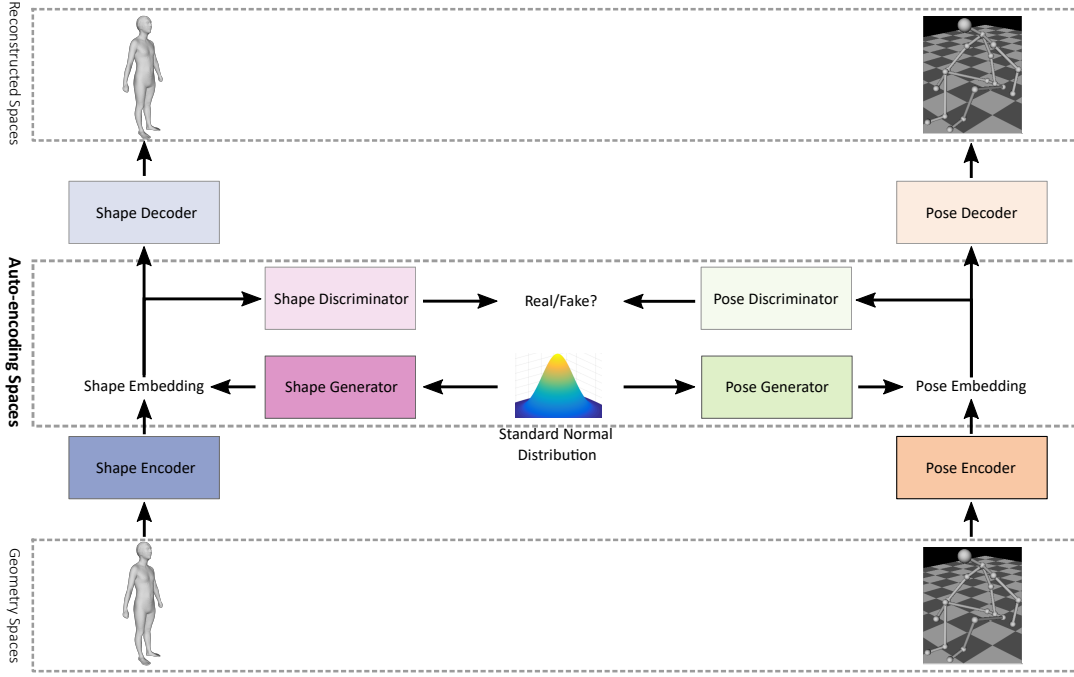 Reconstructed Spaces
Shape Decoder
Pose Decoder
Auto-encoding Spaces
Shape Discriminator
Real/Fake?
Pose Discriminator
Shape Embedding
Shape Generator
Pose Generator
Pose Embedding
Standard Normal
Distribution
Shape Encoder
Pose Encoder
Geometry Spaces